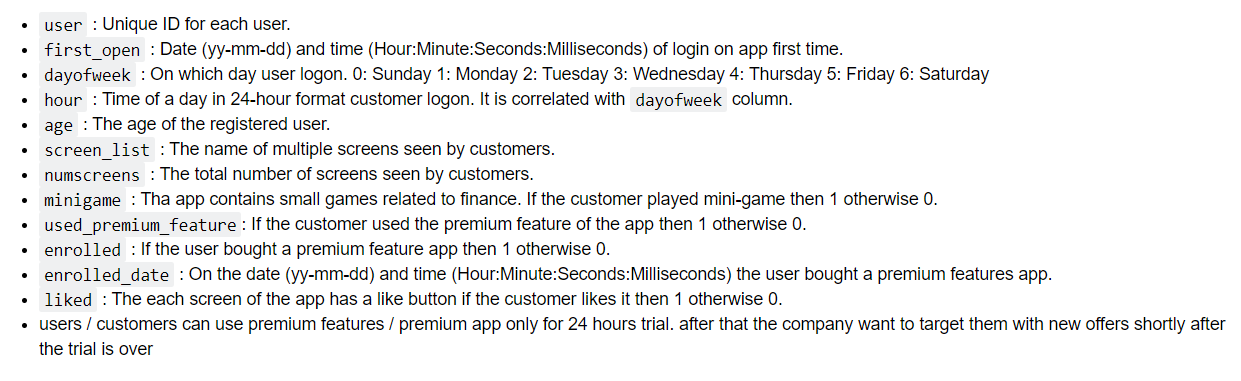 user : Unique ID for each user.
first_open : Date (yy-mm-dd) and time (Hour:Minute:Seconds:Milliseconds) of login on app first time.
dayofweek : On which day user logon. 0: Sunday 1: Monday 2: Tuesday 3: Wednesday 4: Thursday 5: Friday 6: Saturday
hour : Time of a day in 24-hour format customer logon. It is correlated with dayofweek column.
age : The age of the registered user.
screen_list : The name of multiple screens seen by customers.
numscreens : The total number of screens seen by customers.
minigame : Tha app contains small games related to finance. If the customer played mini-game then 1 otherwise 0.
used_premium_feature : If the customer used the premium feature of the app then 1 otherwise 0.
enrolled : If the user bought a premium feature app then 1 otherwise 0.
enrolled_date : On the date (yy-mm-dd) and time (Hour:Minute:Seconds:Milliseconds) the user bought a premium features app.
liked : The each screen of the app has a like button if the customer likes it then 1 otherwise 0.
users / customers can use premium features / premium app only for 24 hours trial. after that the company want to target them with new offers shortly after
the trial is over